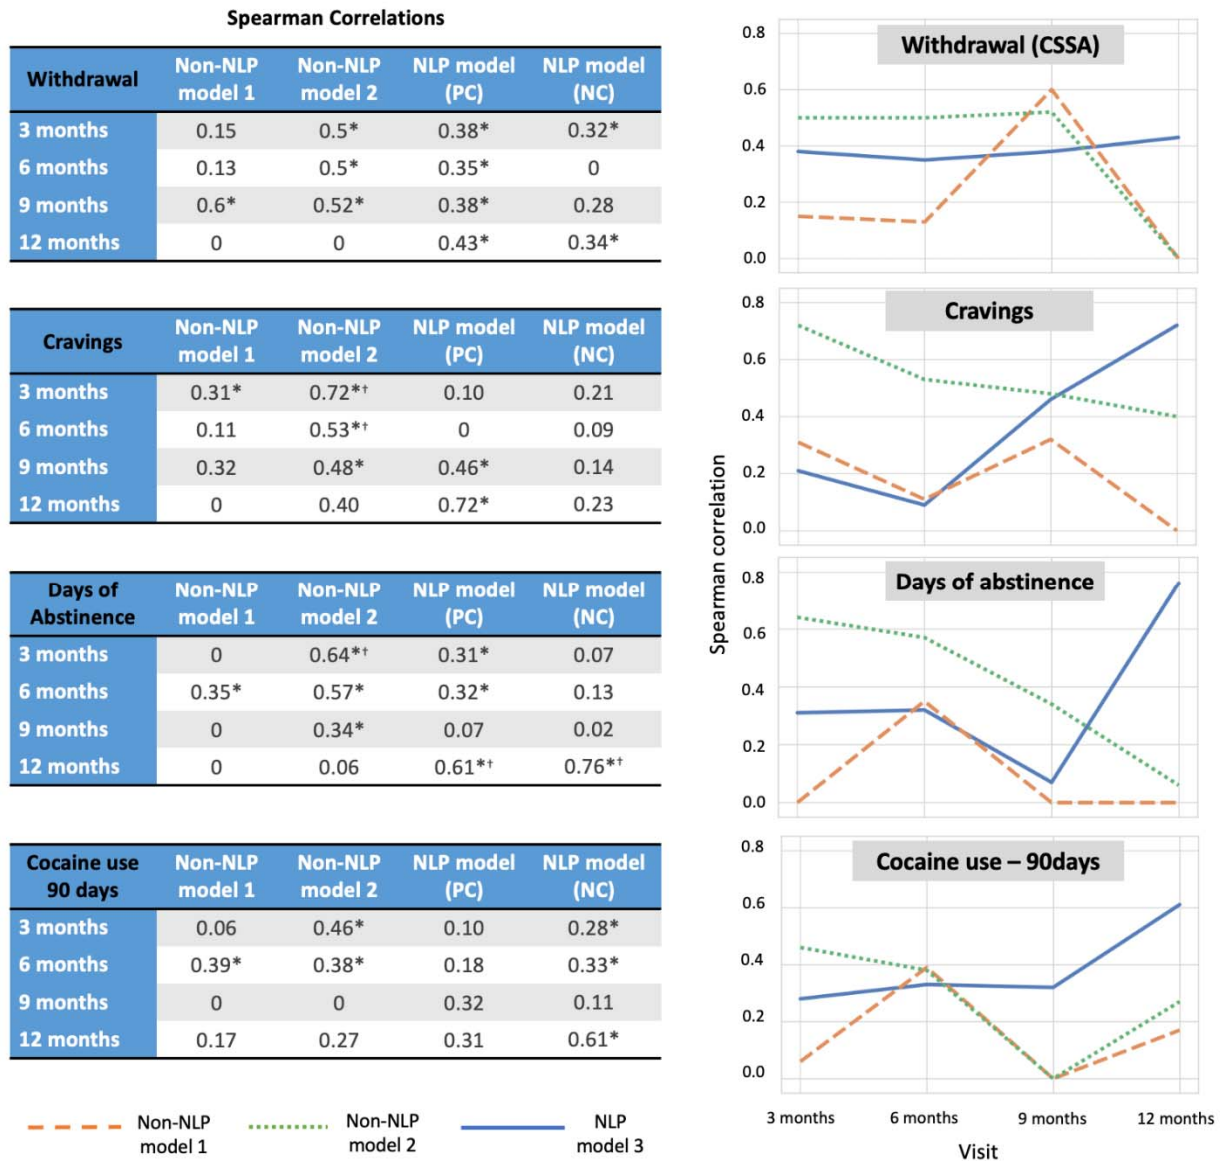 Spearman Correlations
Withdrawal Non-NLP model 1 Non-NLP model 2 NLP model (PC) NLP model (NC)
3 months 0.15 0.5* 0.38* 0.32*
6 months 0.13 0.5* 0.35* 0
9 months 0.6* 0.52* 0.38* 0.28
12 months 0 0 0.43* 0.34*
Cravings Non-NLP model 1 Non-NLP model 2 NLP model (PC) NLP model (NC)
3 months 0.31* 0.72*† 0.10 0.21
6 months 0.11 0.53*† 0 0.09
9 months 0.32 0.48* 0.46* 0.14
12 months 0 0.40 0.72* 0.23
Days of Abstinence Non-NLP model 1 Non-NLP model 2 NLP model (PC) NLP model (NC)
3 months 0 0.64*† 0.31* 0.07
6 months 0.35* 0.57* 0.32* 0.13
9 months 0 0.34* 0.07 0.02
12 months 0 0.06 0.61*† 0.76*†
Cocaine use 90 days Non-NLP model 1 Non-NLP model 2 NLP model (PC) NLP model (NC)
3 months 0.06 0.46* 0.10 0.28*
6 months 0.39* 0.38* 0.18 0.33*
9 months 0 0 0.32 0.11
12 months 0.17 0.27 0.31 0.61*
Non-NLP model 1
Non-NLP model 2
NLP model 3
Spearman correlation
Withdrawal (CSSA)
0.8
0.6
0.4
0.2
0.0
Cravings
0.8
0.6
0.4
0.2
0.0
Days of abstinence
0.8
0.6
0.4
0.2
0.0
Cocaine use – 90days
0.8
0.6
0.4
0.2
0.0
3 months 6 months 9 months 12 months
Visit